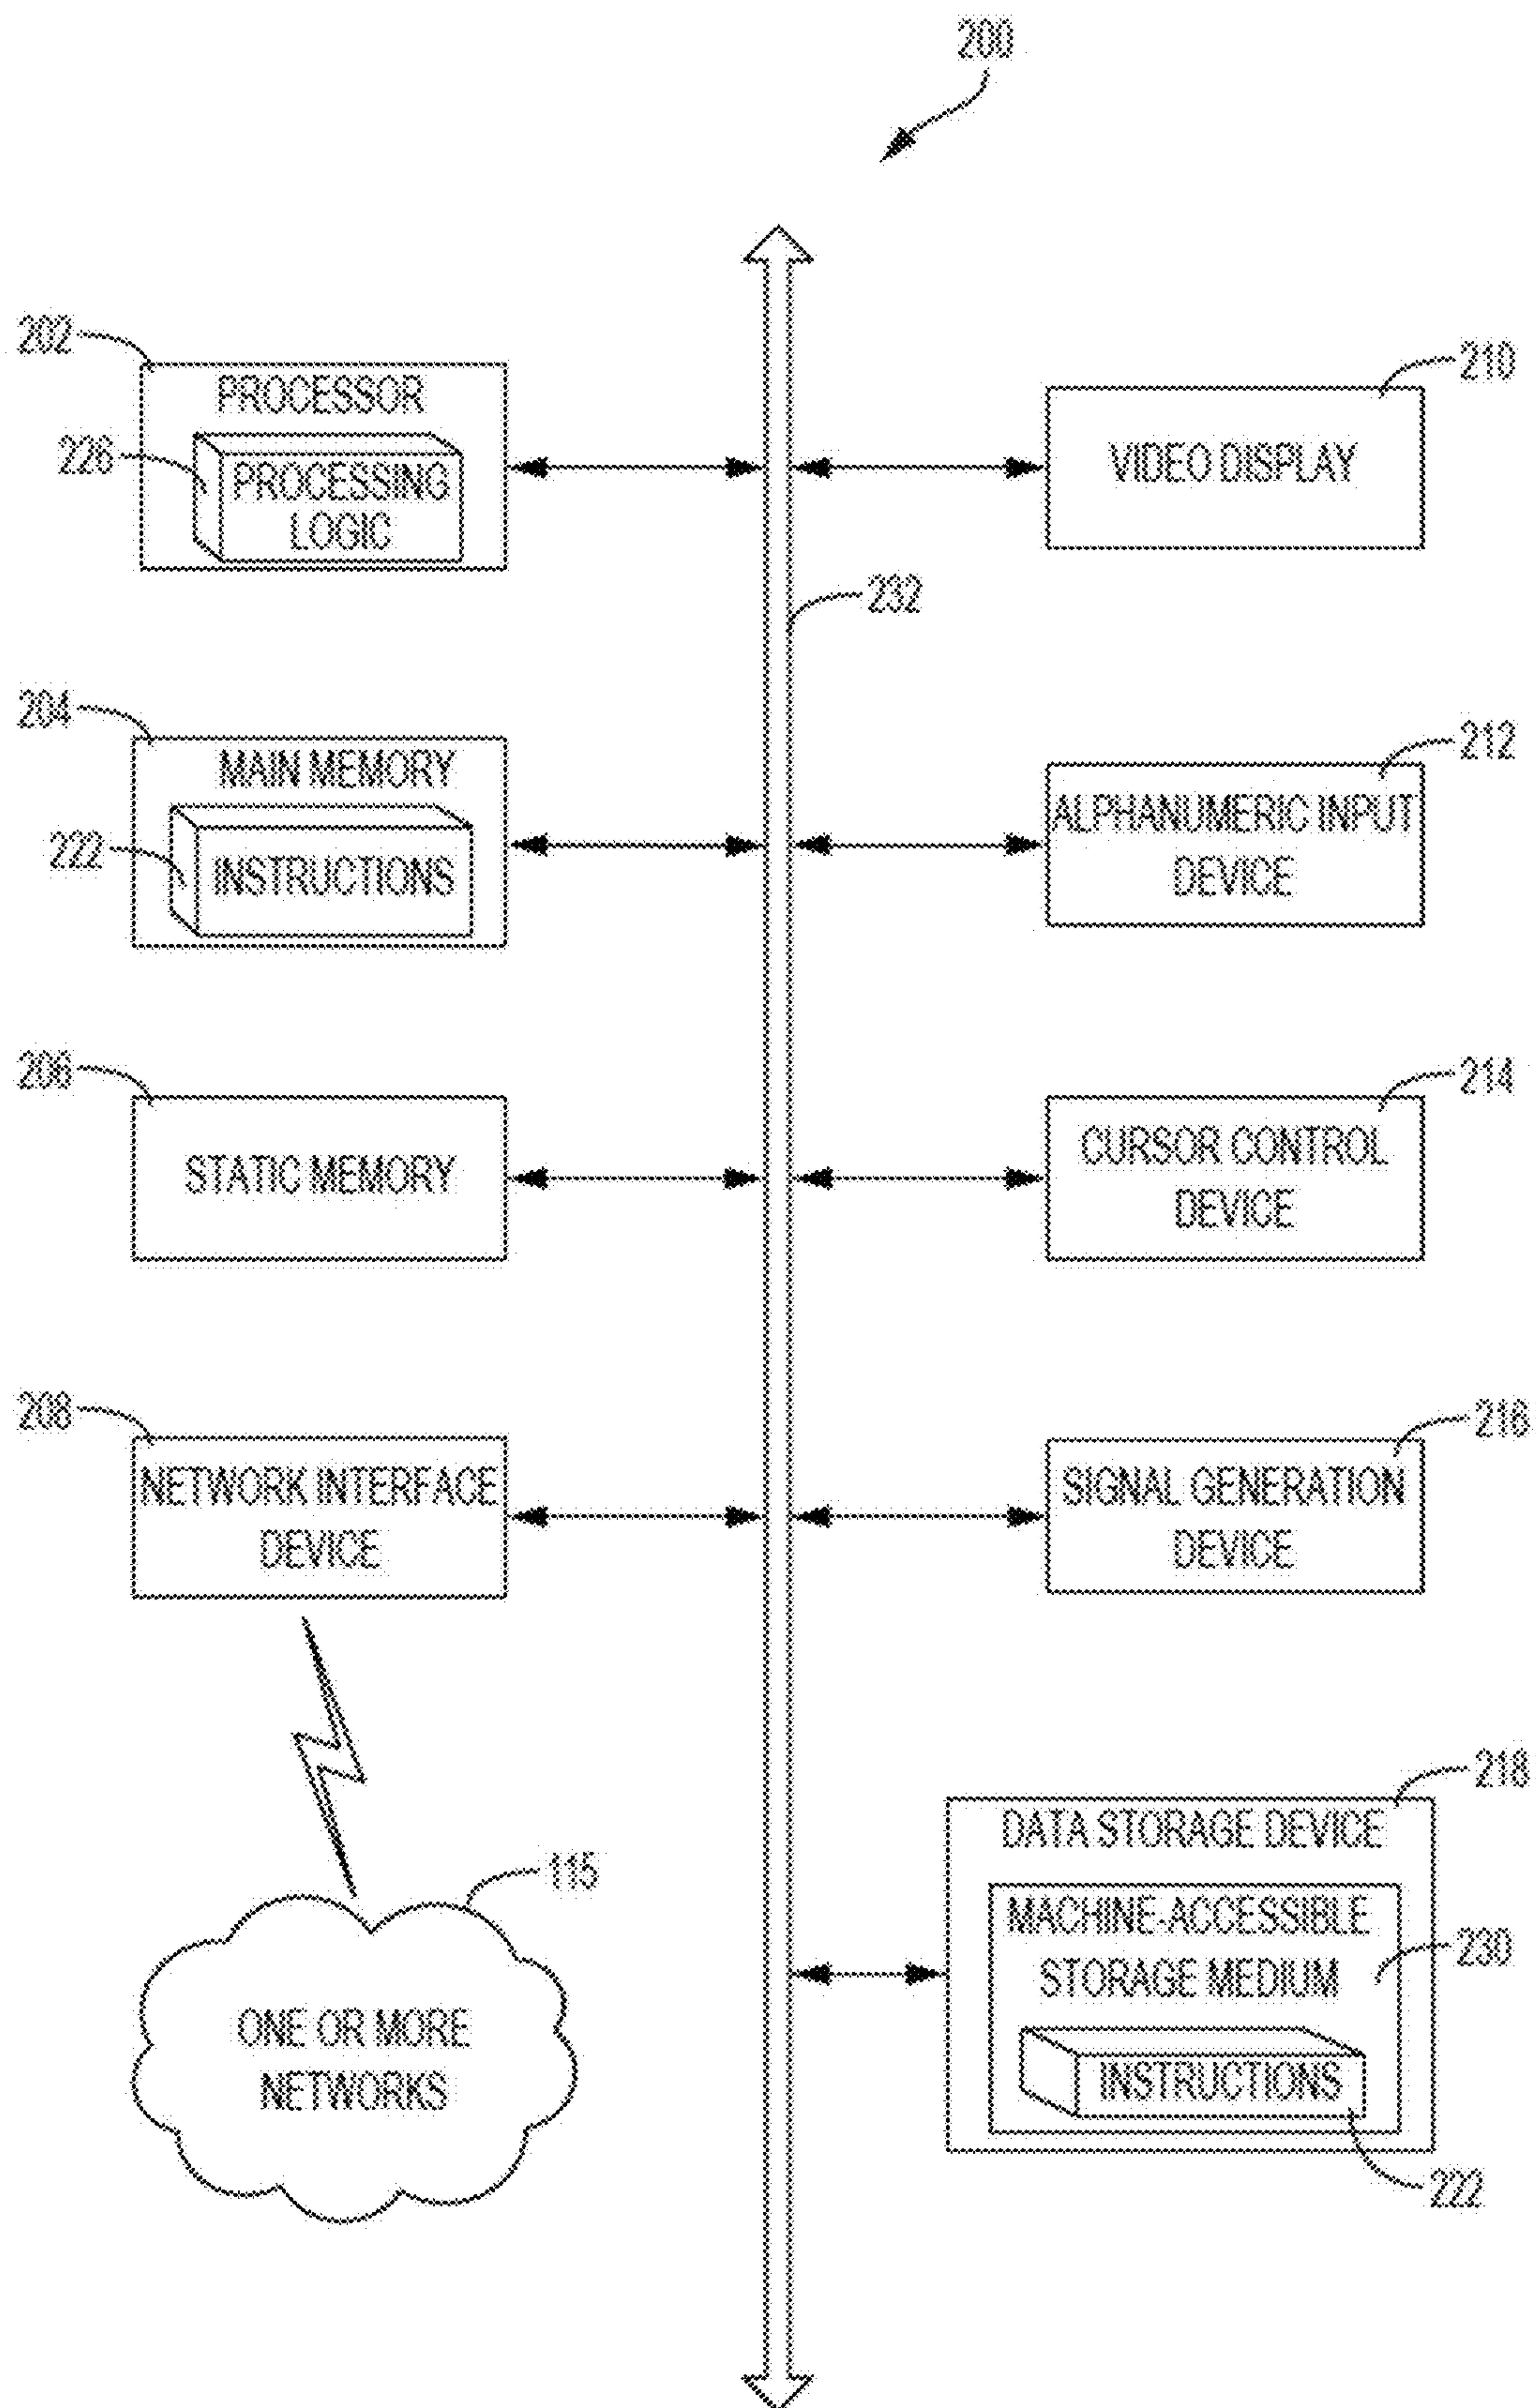 200
202
PROCESSOR
226
PROCESSING
LOGIC
210
VIDEO DISPLAY
232
204
MAIN MEMORY
222
INSTRUCTIONS
212
ALPHANUMERIC INPUT
DEVICE
206
STATIC MEMORY
214
CURSOR CONTROL
DEVICE
208
NETWORK INTERFACE
DEVICE
216
SIGNAL GENERATION
DEVICE
218
DATA STORAGE DEVICE
115
MACHINE-ACCESSIBLE
STORAGE MEDIUM
230
ONE OR MORE
NETWORKS
INSTRUCTIONS
222